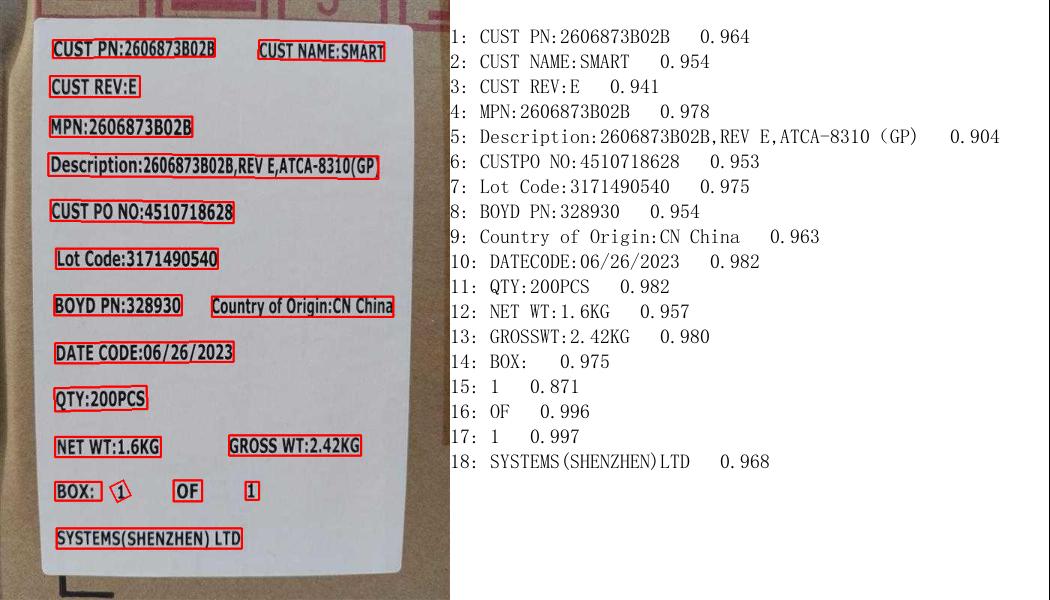 CUST PN:2606873B02B CUST NAME:SMART
CUST REV:E
MPN:2606873B02B
Description:2606873B02B,REV E,ATCA-8310(GP)
CUST PO NO:4510718628
Lot Code:3171490540
BOYD PN:328930 Country of Origin:CN China
DATE CODE:06/26/2023
QTY:200PCS
NET WT:1.6KG GROSS WT:2.42KG
BOX: 1 OF 1
SYSTEMS(SHENZHEN) LTD
1: CUST PN:2606873B02B 0.964
2: CUST NAME:SMART 0.954
3: CUST REV:E 0.941
4: MPN:2606873B02B 0.978
5: Description:2606873B02B,REV E,ATCA-8310 (GP) 0.904
6: CUSTPO NO:4510718628 0.953
7: Lot Code:3171490540 0.975
8: BOYD PN:328930 0.954
9: Country of Origin:CN China 0.963
10: DATECODE:06/26/2023 0.982
11: QTY:200PCS 0.982
12: NET WT:1.6KG 0.957
13: GROSSWT:2.42KG 0.980
14: BOX: 0.975
15: 1 0.871
16: OF 0.996
17: 1 0.997
18: SYSTEMS(SHENZHEN)LTD 0.968